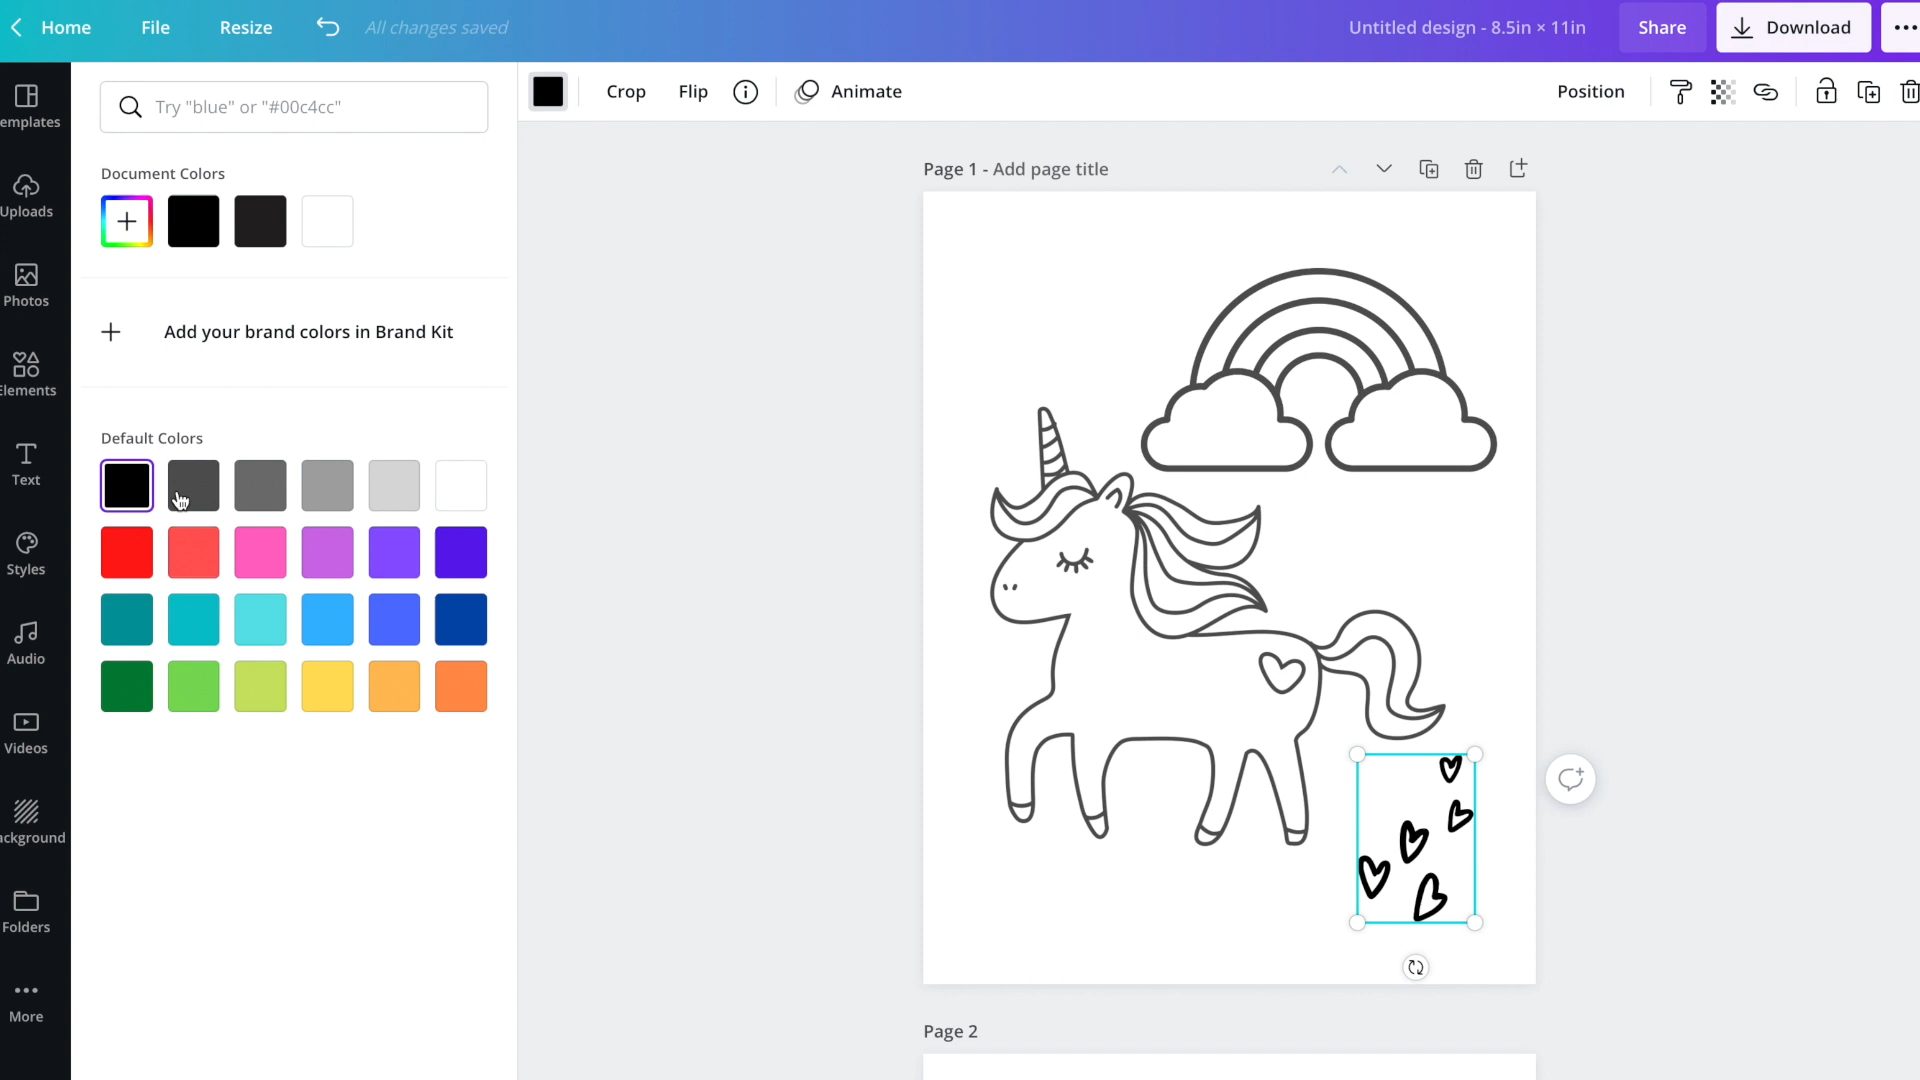 Home File Resize All changes saved Untitled design - 8.5in × 11in Share Download
Try "blue" or "#00c4cc"
Crop Flip Animate Position
emplates
Uploads
Photos
Elements
Text
Styles
Audio
Videos
ackground
Folders
More
Document Colors
Add your brand colors in Brand Kit
Default Colors
Page 1 - Add page title
Page 2